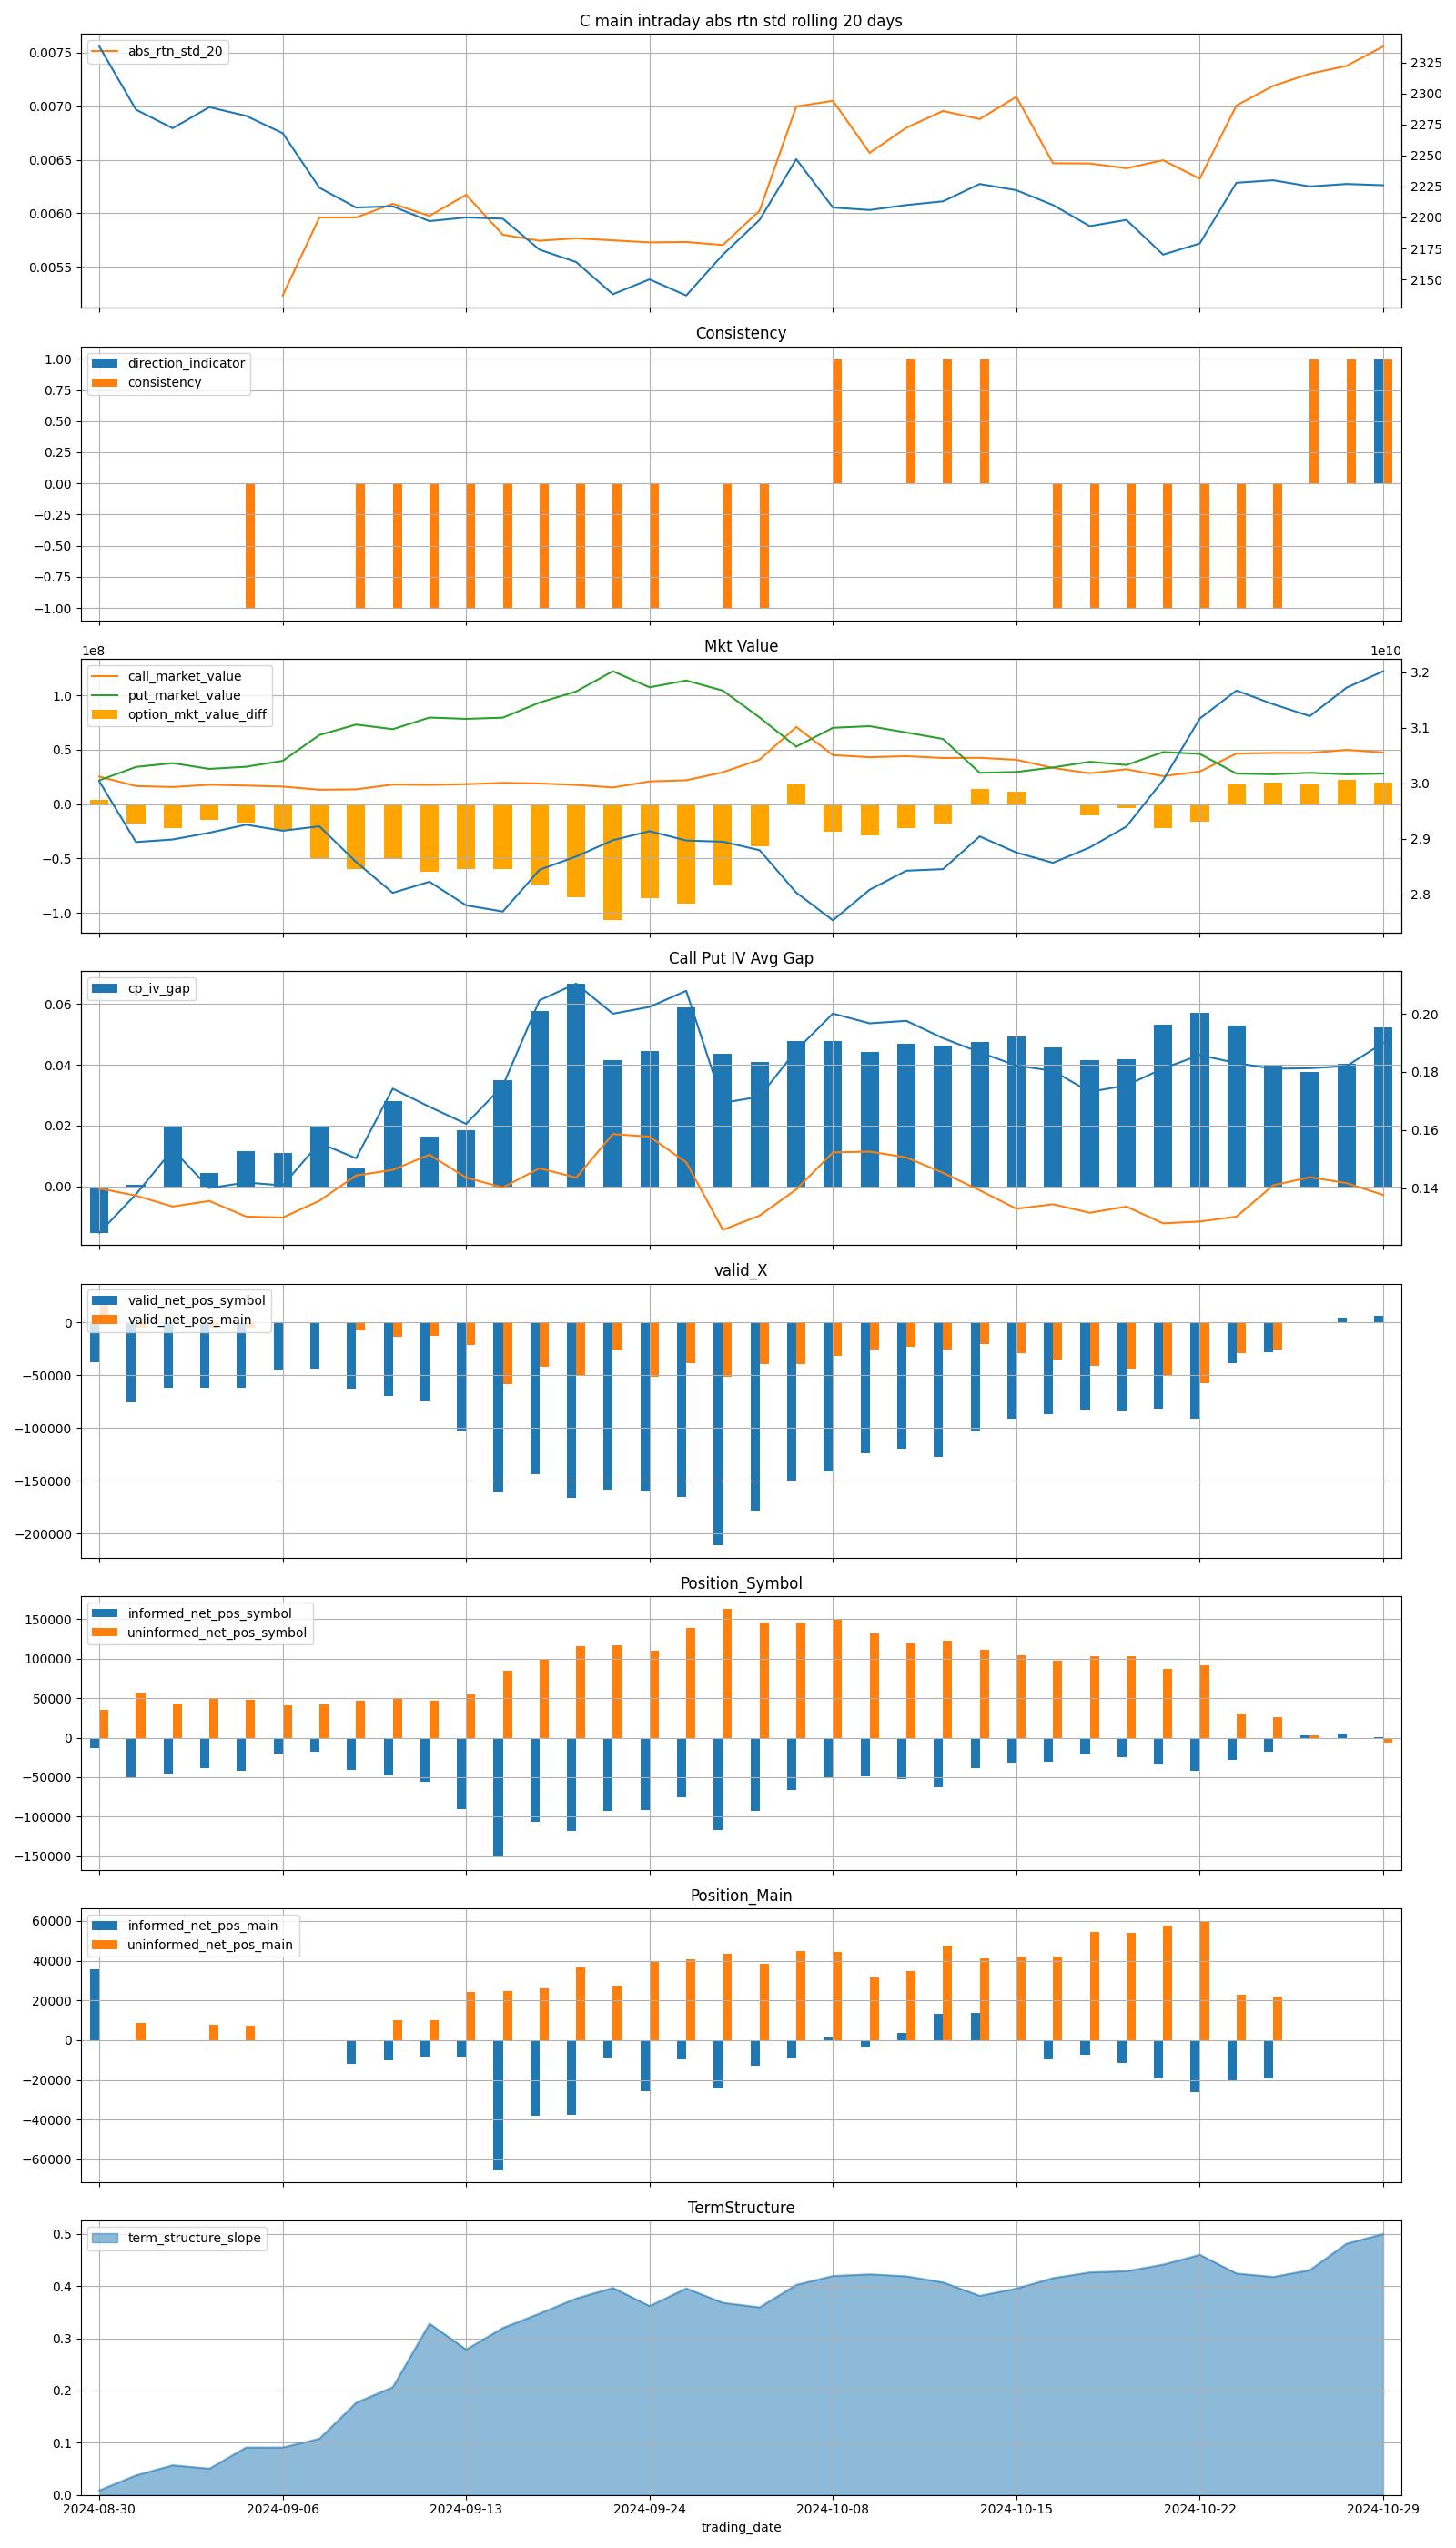 C main intraday abs rtn std rolling 20 days
abs_rtn_std_20
0.0075
0.0070
0.0065
0.0060
0.0055
2325
2300
2275
2250
2225
2200
2175
2150
Consistency
direction_indicator
consistency
1.00
0.75
0.50
0.25
0.00
−0.25
−0.50
−0.75
−1.00
Mkt Value
1e8
1e10
call_market_value
put_market_value
option_mkt_value_diff
1.0
0.5
0.0
−0.5
−1.0
3.2
3.1
3.0
2.9
2.8
Call Put IV Avg Gap
cp_iv_gap
0.06
0.04
0.02
0.00
0.20
0.18
0.16
0.14
valid_X
valid_net_pos_symbol
valid_net_pos_main
0
−50000
−100000
−150000
−200000
Position_Symbol
informed_net_pos_symbol
uninformed_net_pos_symbol
150000
100000
50000
0
−50000
−100000
−150000
Position_Main
informed_net_pos_main
uninformed_net_pos_main
60000
40000
20000
0
−20000
−40000
−60000
TermStructure
term_structure_slope
0.5
0.4
0.3
0.2
0.1
0.0
2024-08-30
2024-09-06
2024-09-13
2024-09-24
2024-10-08
2024-10-15
2024-10-22
2024-10-29
trading_date